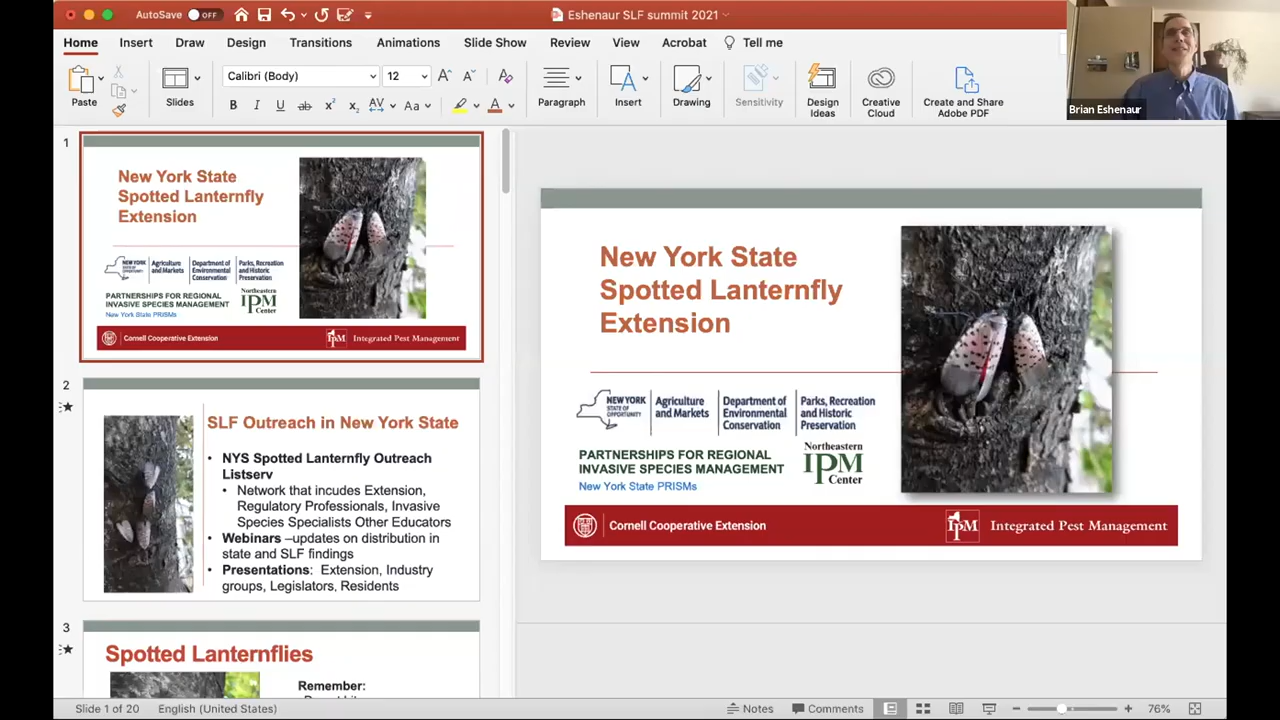 AutoSave OFF
Eshenaur SLF summit 2021
Home Insert Draw Design Transitions Animations Slide Show Review View Acrobat Tell me
Calibri (Body) 12
Paste Slides Paragraph Insert Drawing Sensitivity Design Ideas Creative Cloud Create and Share Adobe PDF
Brian Eshenaur
1
New York State
Spotted Lanternfly
Extension
NEW YORK STATE OF OPPORTUNITY
Agriculture and Markets
Department of Environmental Conservation
Parks, Recreation and Historic Preservation
PARTNERSHIPS FOR REGIONAL
INVASIVE SPECIES MANAGEMENT
New York State PRISMs
Northeastern
IPM
Center
Cornell Cooperative Extension
IPM Integrated Pest Management
2
SLF Outreach in New York State
• NYS Spotted Lanternfly Outreach
Listserv
• Network that incudes Extension,
Regulatory Professionals, Invasive
Species Specialists Other Educators
• Webinars –updates on distribution in
state and SLF findings
• Presentations: Extension, Industry
groups, Legislators, Residents
3
Spotted Lanternflies
Remember:
New York State
Spotted Lanternfly
Extension
NEW YORK
STATE OF
OPPORTUNITY
Agriculture
and Markets
Department of
Environmental
Conservation
Parks, Recreation
and Historic
Preservation
PARTNERSHIPS FOR REGIONAL
INVASIVE SPECIES MANAGEMENT
New York State PRISMs
Northeastern
IPM
Center
Cornell Cooperative Extension
IPM Integrated Pest Management
Slide 1 of 20 English (United States) Notes Comments 76%